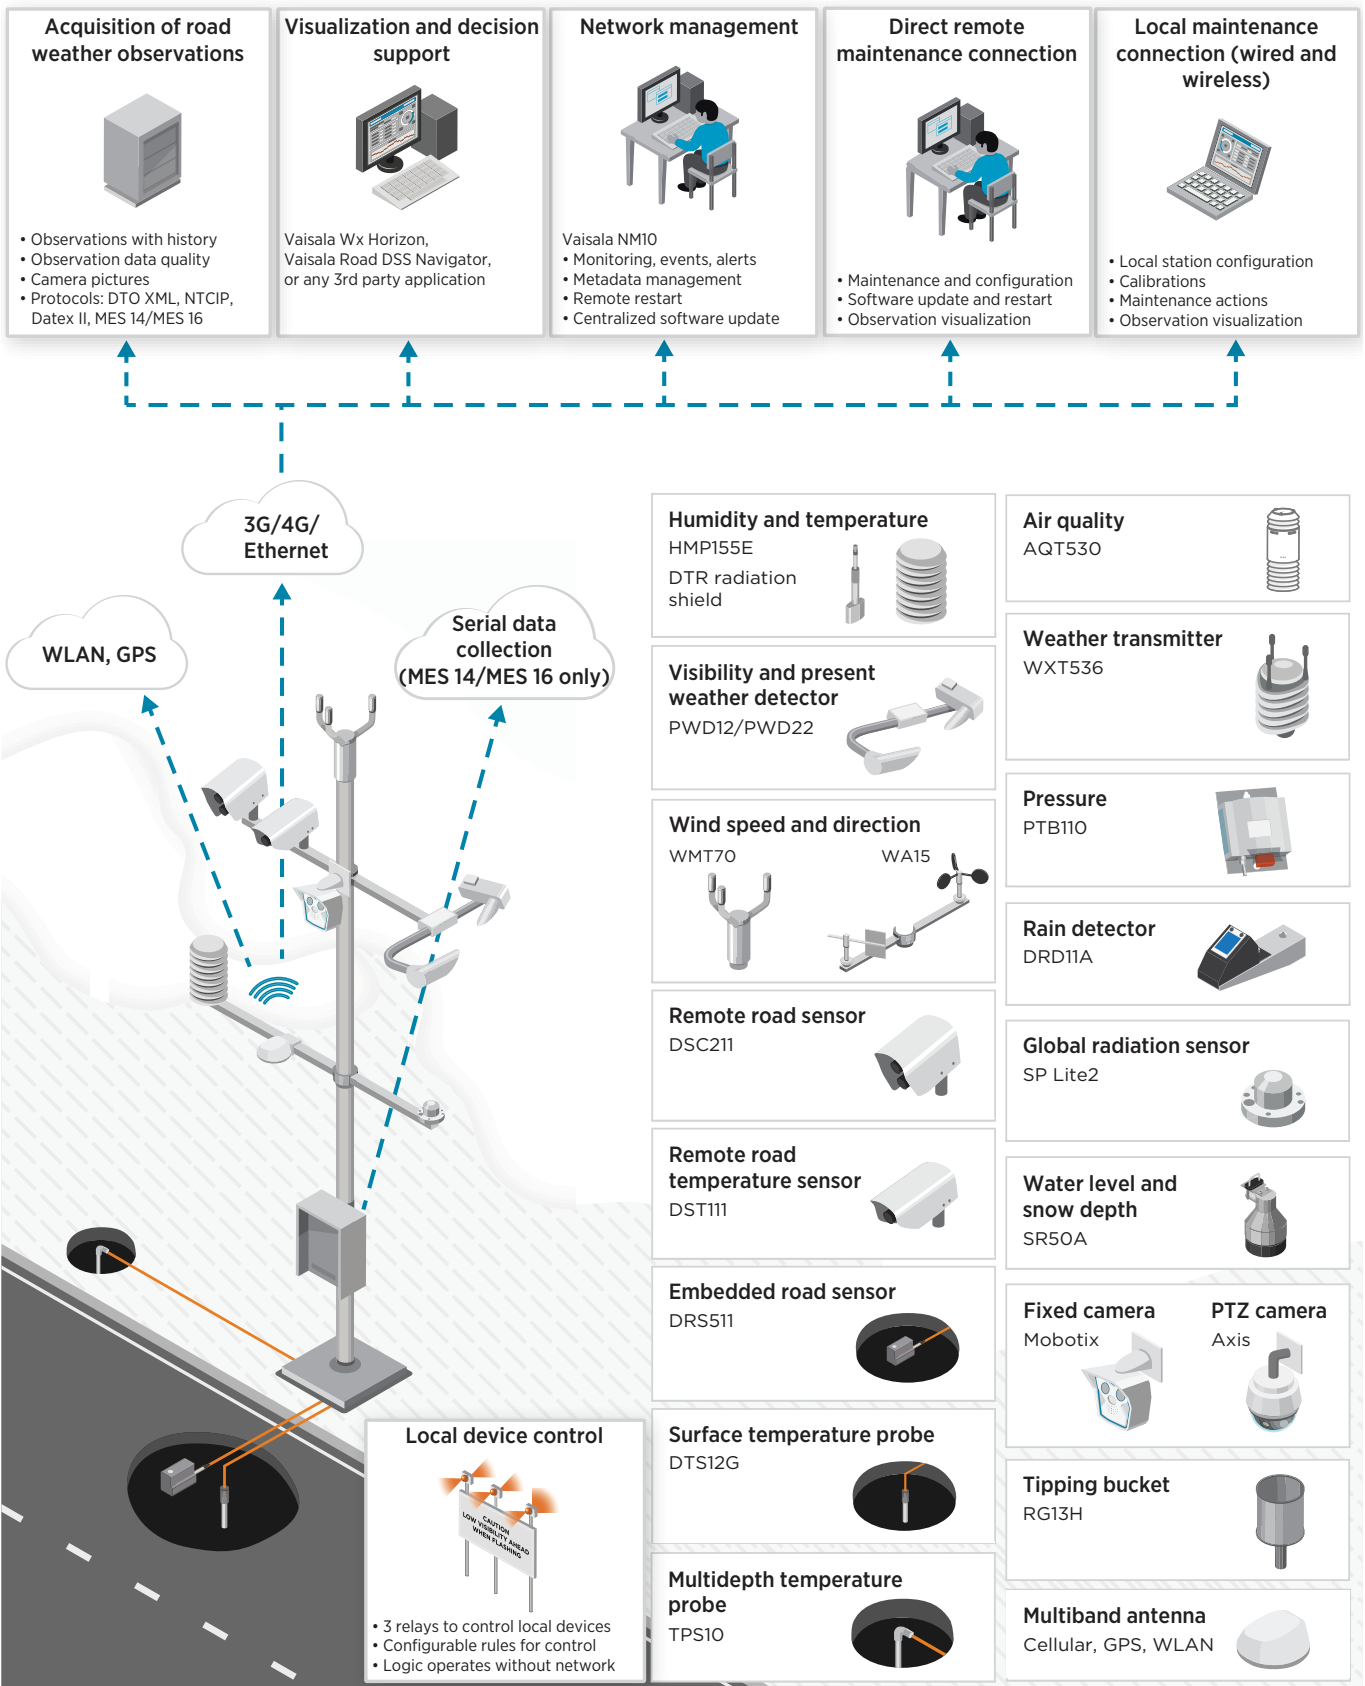 Acquisition of road
weather observations
• Observations with history
• Observation data quality
• Camera pictures
• Protocols: DTO XML, NTCIP,
Datex II, MES 14/MES 16
Visualization and decision
support
Vaisala Wx Horizon,
Vaisala Road DSS Navigator,
or any 3rd party application
Network management
Vaisala NM10
• Monitoring, events, alerts
• Metadata management
• Remote restart
• Centralized software update
Direct remote
maintenance connection
• Maintenance and configuration
• Software update and restart
• Observation visualization
Local maintenance
connection (wired and
wireless)
• Local station configuration
• Calibrations
• Maintenance actions
• Observation visualization
3G/4G/
Ethernet
WLAN, GPS
Serial data
collection
(MES 14/MES 16 only)
Local device control
CAUTION
LOW VISIBILITY AHEAD
WHEN FLASHING
• 3 relays to control local devices
• Configurable rules for control
• Logic operates without network
Humidity and temperature
HMP155E
DTR radiation
shield
Visibility and present
weather detector
PWD12/PWD22
Wind speed and direction
WMT70
WA15
Remote road sensor
DSC211
Remote road
temperature sensor
DST111
Embedded road sensor
DRS511
Surface temperature probe
DTS12G
Multidepth temperature
probe
TPS10
Air quality
AQT530
Weather transmitter
WXT536
Pressure
PTB110
Rain detector
DRD11A
Global radiation sensor
SP Lite2
Water level and
snow depth
SR50A
Fixed camera
Mobotix
PTZ camera
Axis
Tipping bucket
RG13H
Multiband antenna
Cellular, GPS, WLAN